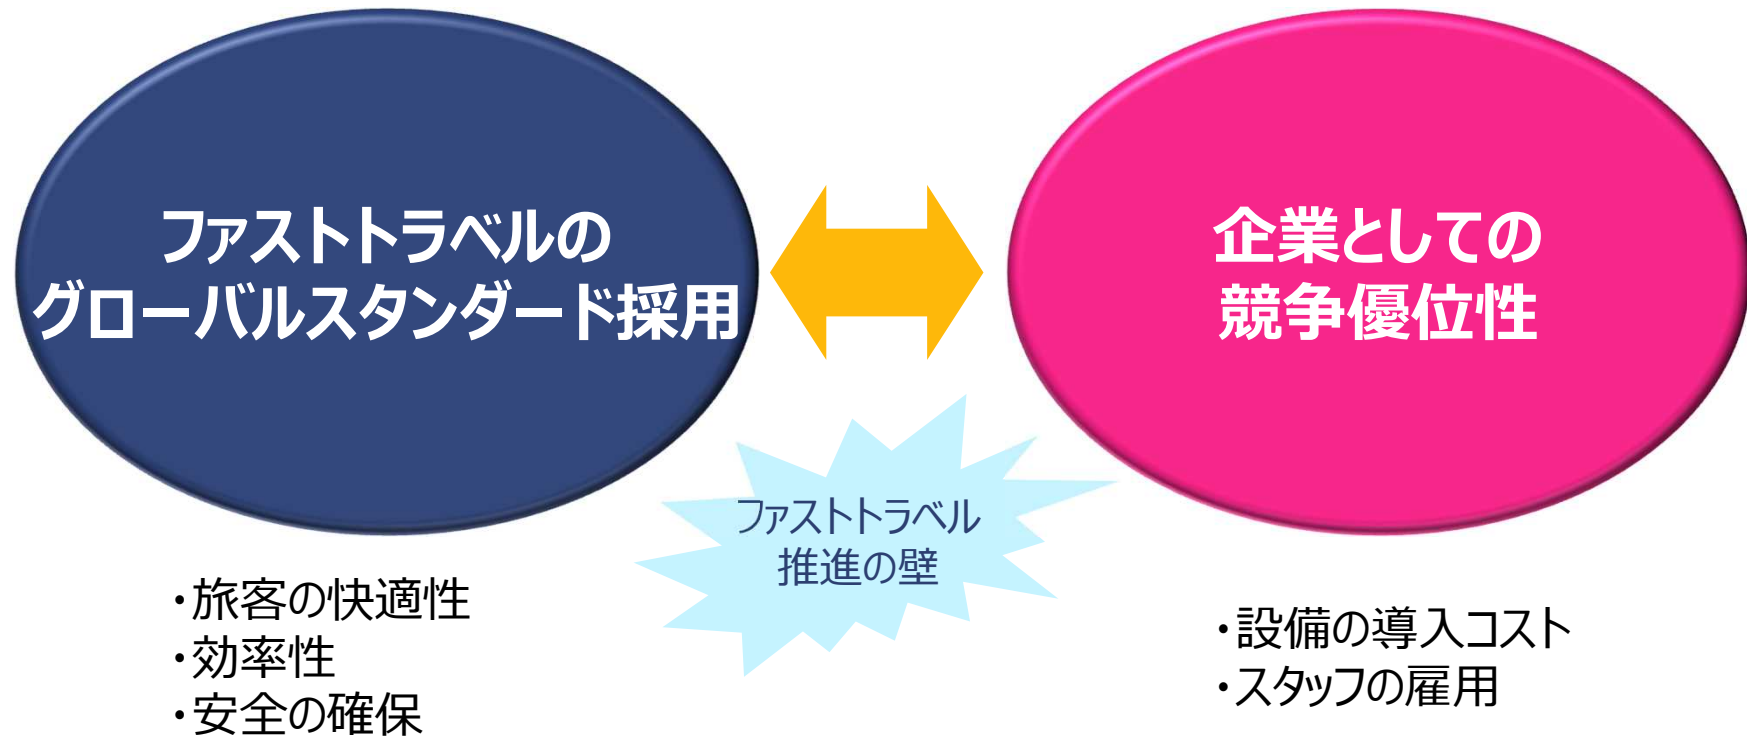 ファストトラベルの
グローバルスタンダード採用
企業としての
競争優位性
ファストトラベル
推進の壁
・旅客の快適性
・効率性
・安全の確保
・設備の導入コスト
・スタッフの雇用